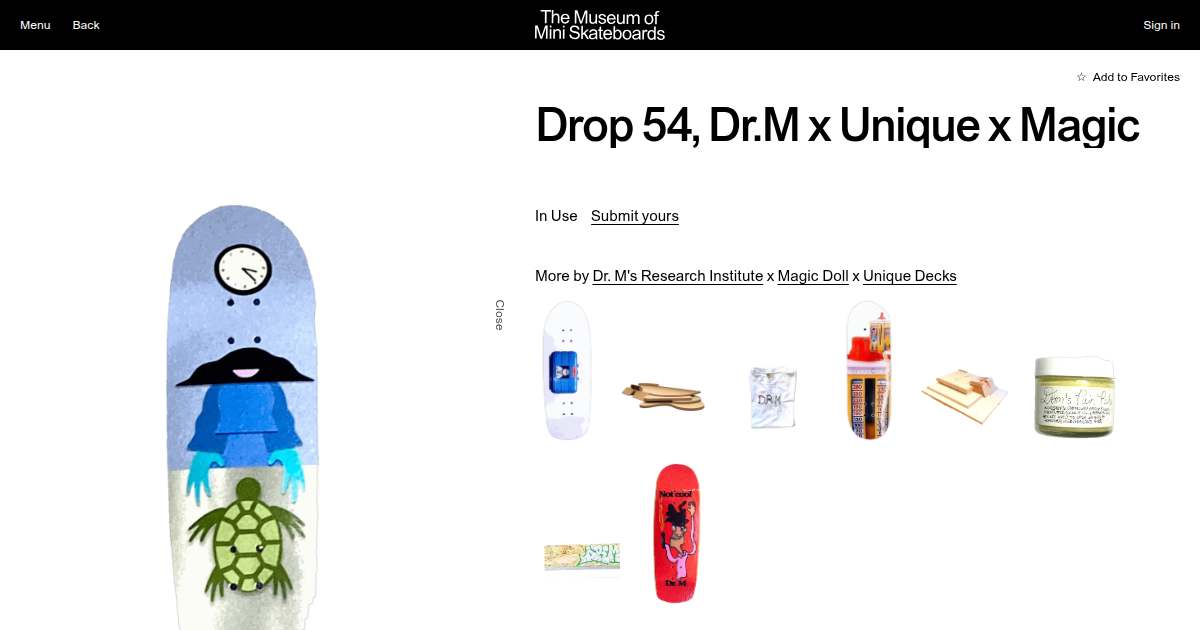 Menu
Back
The Museum of
Mini Skateboards
Sign in
☆ Add to Favorites
Drop 54, Dr.M x Unique x Magic
In Use
Submit yours
More by Dr. M's Research Institute x Magic Doll x Unique Decks
Close
DRM
Not cool
Dr M